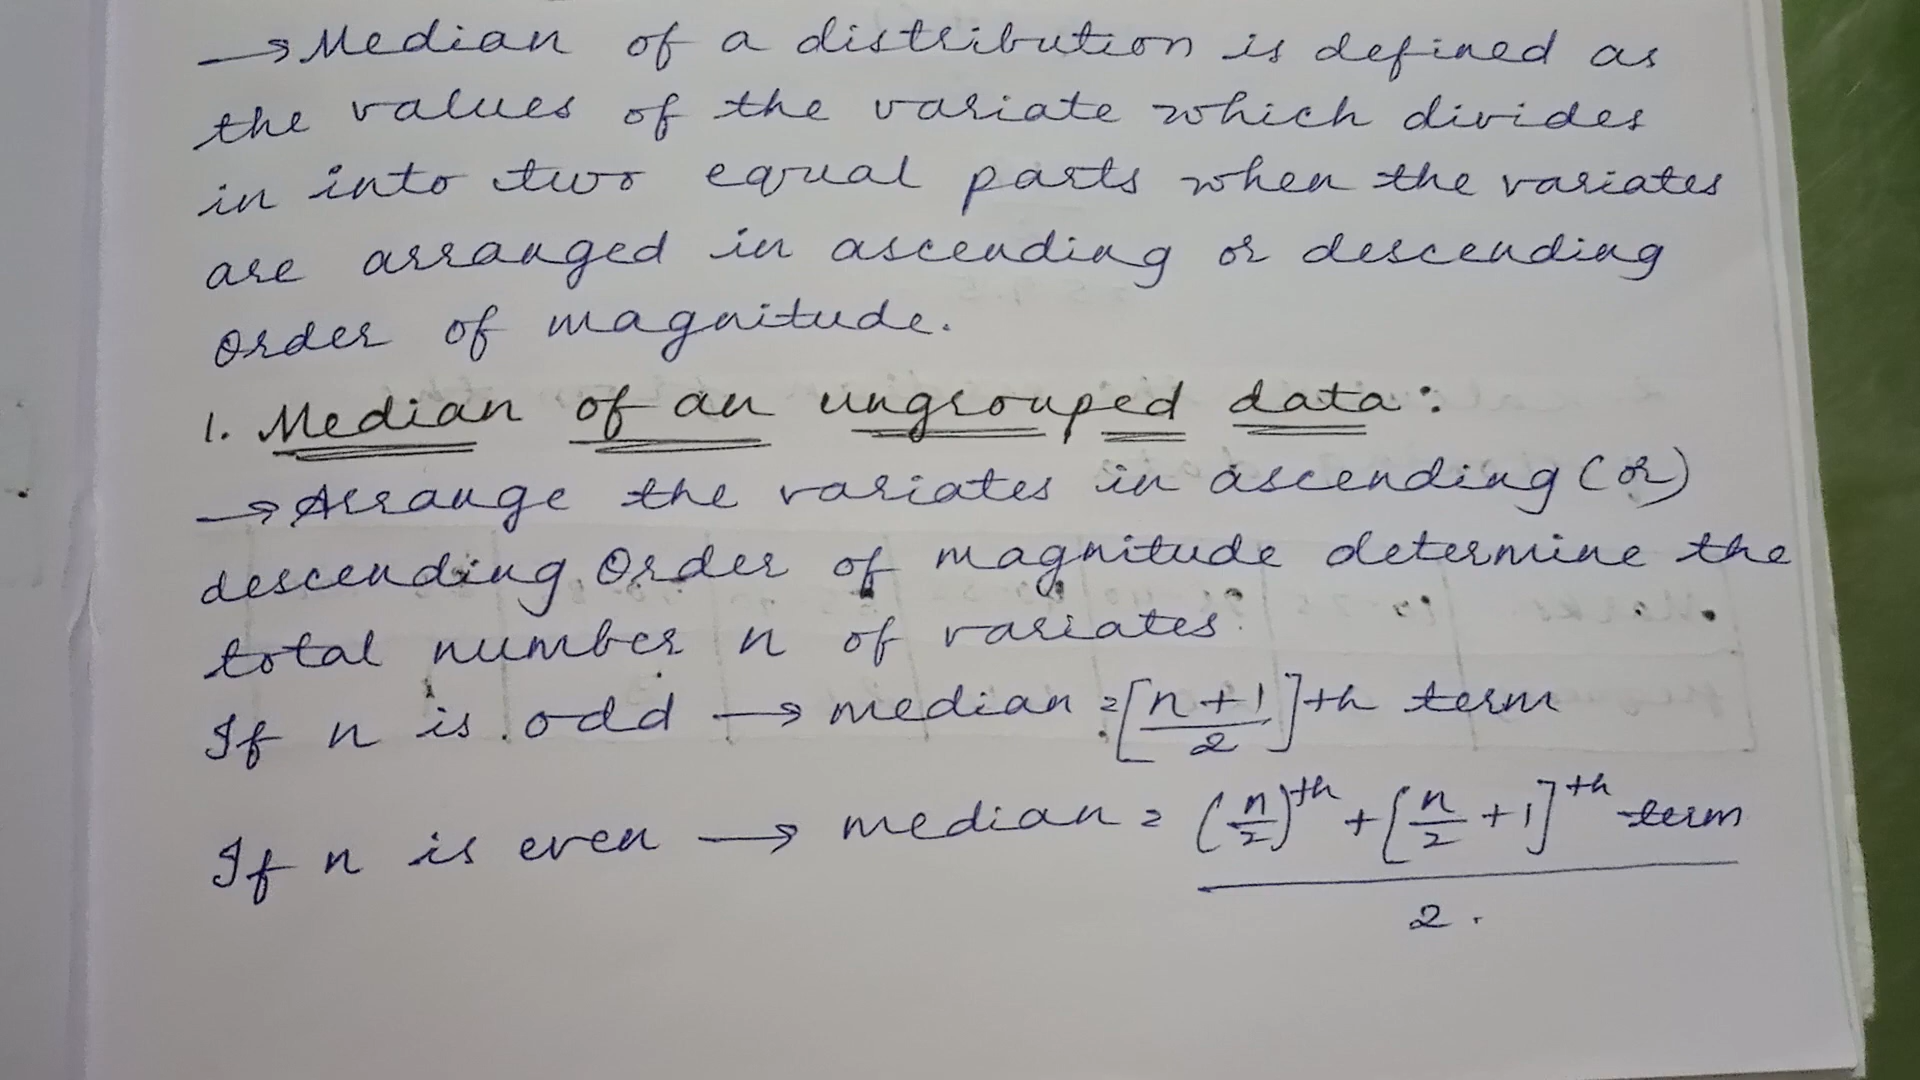 → Median of a distribution is defined as
the values of the variate which divides
in into two equal parts when the variates
are arranged in ascending or descending
Order of magnitude.
1. Median of an ungrouped data:
→ Arrange the variates in ascending (or)
descending Order of magnitude determine the
total number n of variates.
If n is odd → median = [n+1/2]th term
If n is even → median = (n/2)th + [n/2 + 1]th term
2.